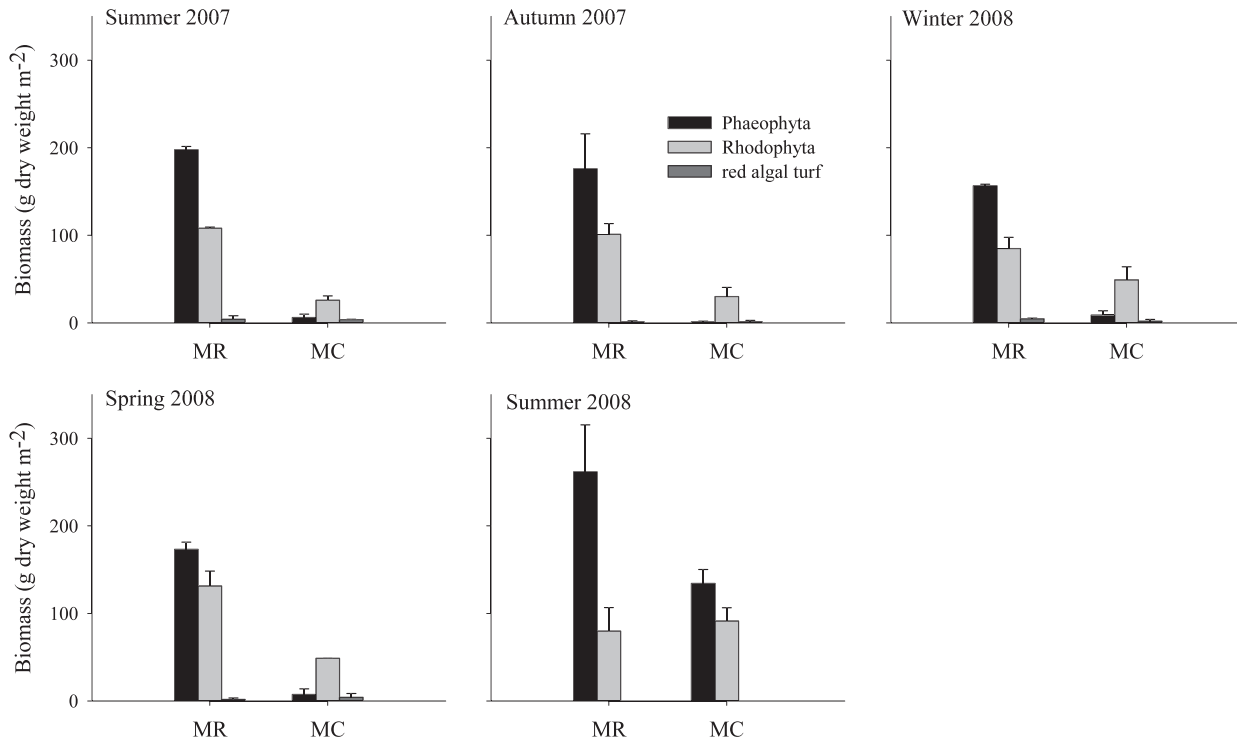 Summer 2007
Autumn 2007
Winter 2008
Biomass (g dry weight m-2)
300
200
100
0
Phaeophyta
Rhodophyta
red algal turf
MR
MC
MR
MC
MR
MC
Spring 2008
Summer 2008
Biomass (g dry weight m-2)
300
200
100
0
MR
MC
MR
MC